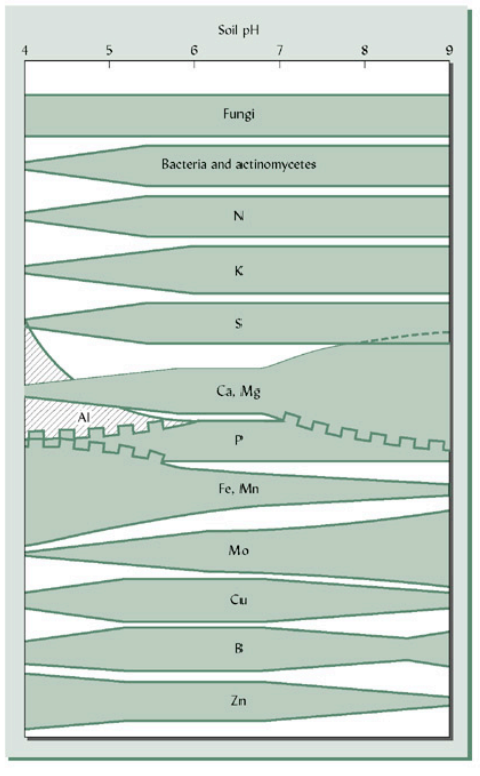 Soil pH
4 5 6 7 8 9
Fungi
Bacteria and actinomycetes
N
K
S
Ca, Mg
Al
P
Fe, Mn
Mo
Cu
B
Zn